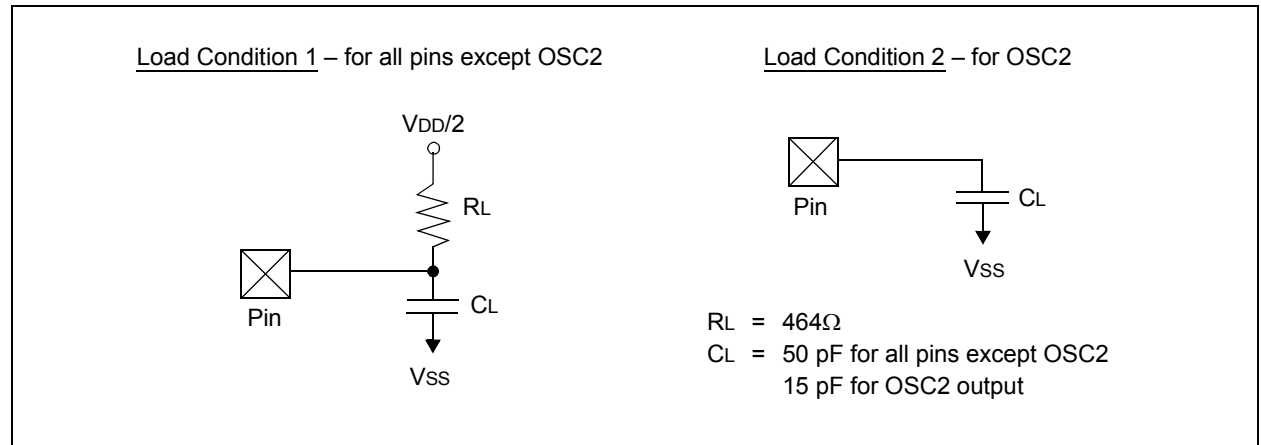 Load Condition 1 – for all pins except OSC2
VDD/2
RL
Pin
CL
VSS
Load Condition 2 – for OSC2
Pin
CL
VSS
RL = 464Ω
CL = 50 pF for all pins except OSC2
15 pF for OSC2 output